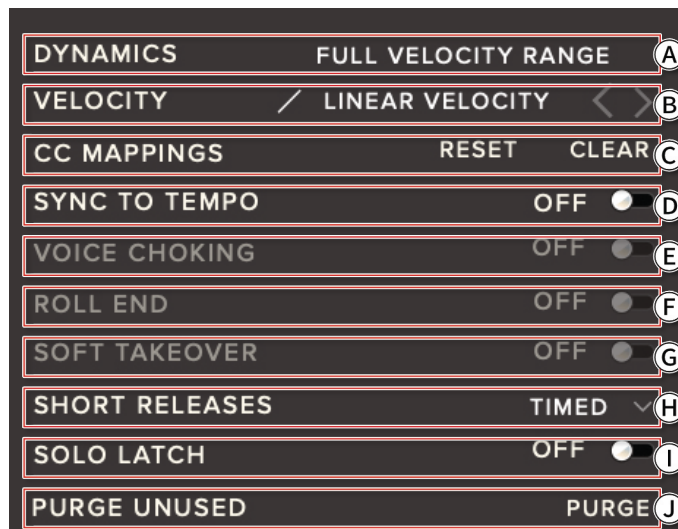 DYNAMICS FULL VELOCITY RANGE A
VELOCITY LINEAR VELOCITY B
CC MAPPINGS RESET CLEAR C
SYNC TO TEMPO OFF D
VOICE CHOKING OFF E
ROLL END OFF F
SOFT TAKEOVER OFF G
SHORT RELEASES TIMED H
SOLO LATCH OFF I
PURGE UNUSED PURGE J